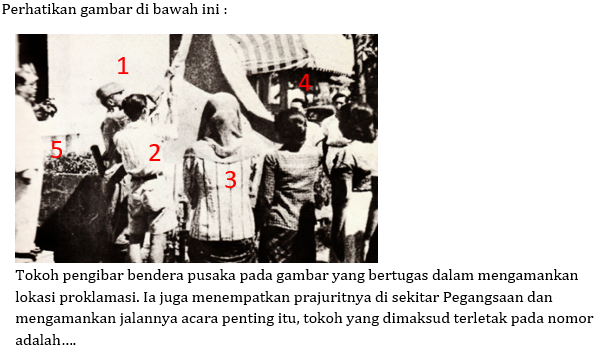 Perhatikan gambar di bawah ini :
1
4
5
2
3
Tokoh pengibar bendera pusaka pada gambar yang bertugas dalam mengamankan
lokasi proklamasi. Ia juga menempatkan prajuritnya di sekitar Pegangsaan dan
mengamankan jalannya acara penting itu, tokoh yang dimaksud terletak pada nomor
adalah....